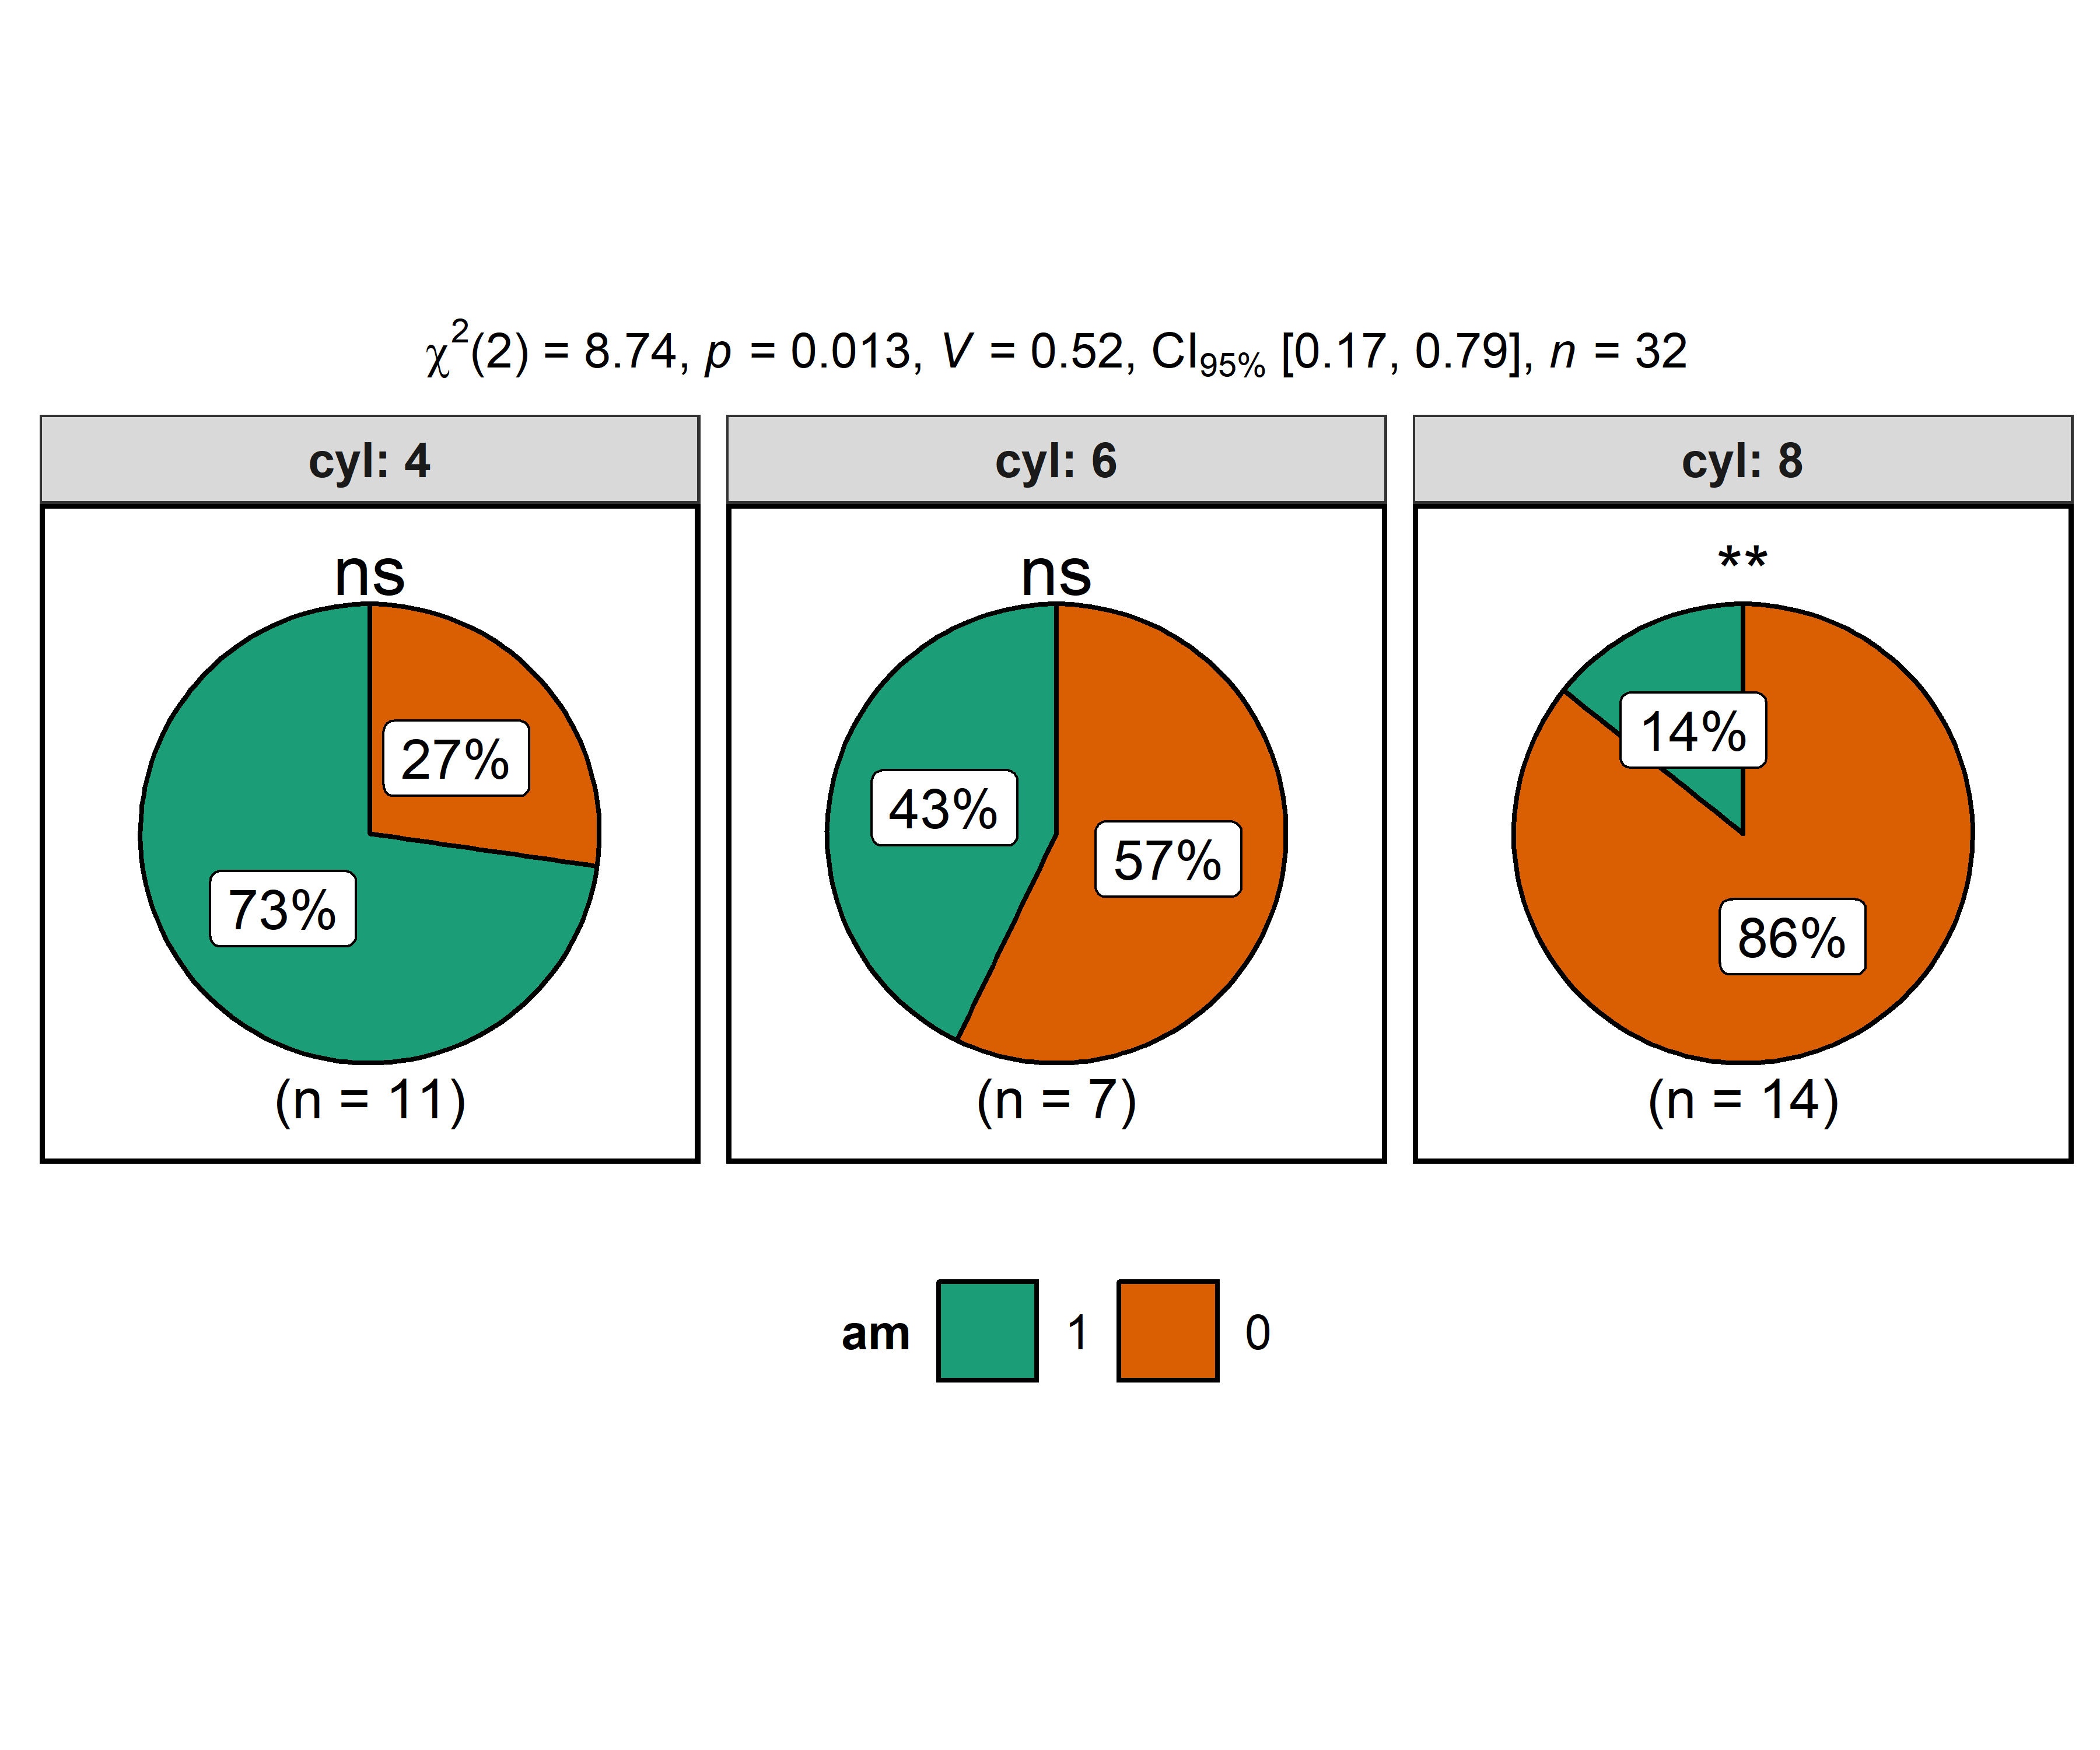 χ²(2) = 8.74, p = 0.013, V = 0.52, CI95% [0.17, 0.79], n = 32
cyl: 4
cyl: 6
cyl: 8
ns
ns
**
27%
73%
43%
57%
14%
86%
(n = 11)
(n = 7)
(n = 14)
am 1 0